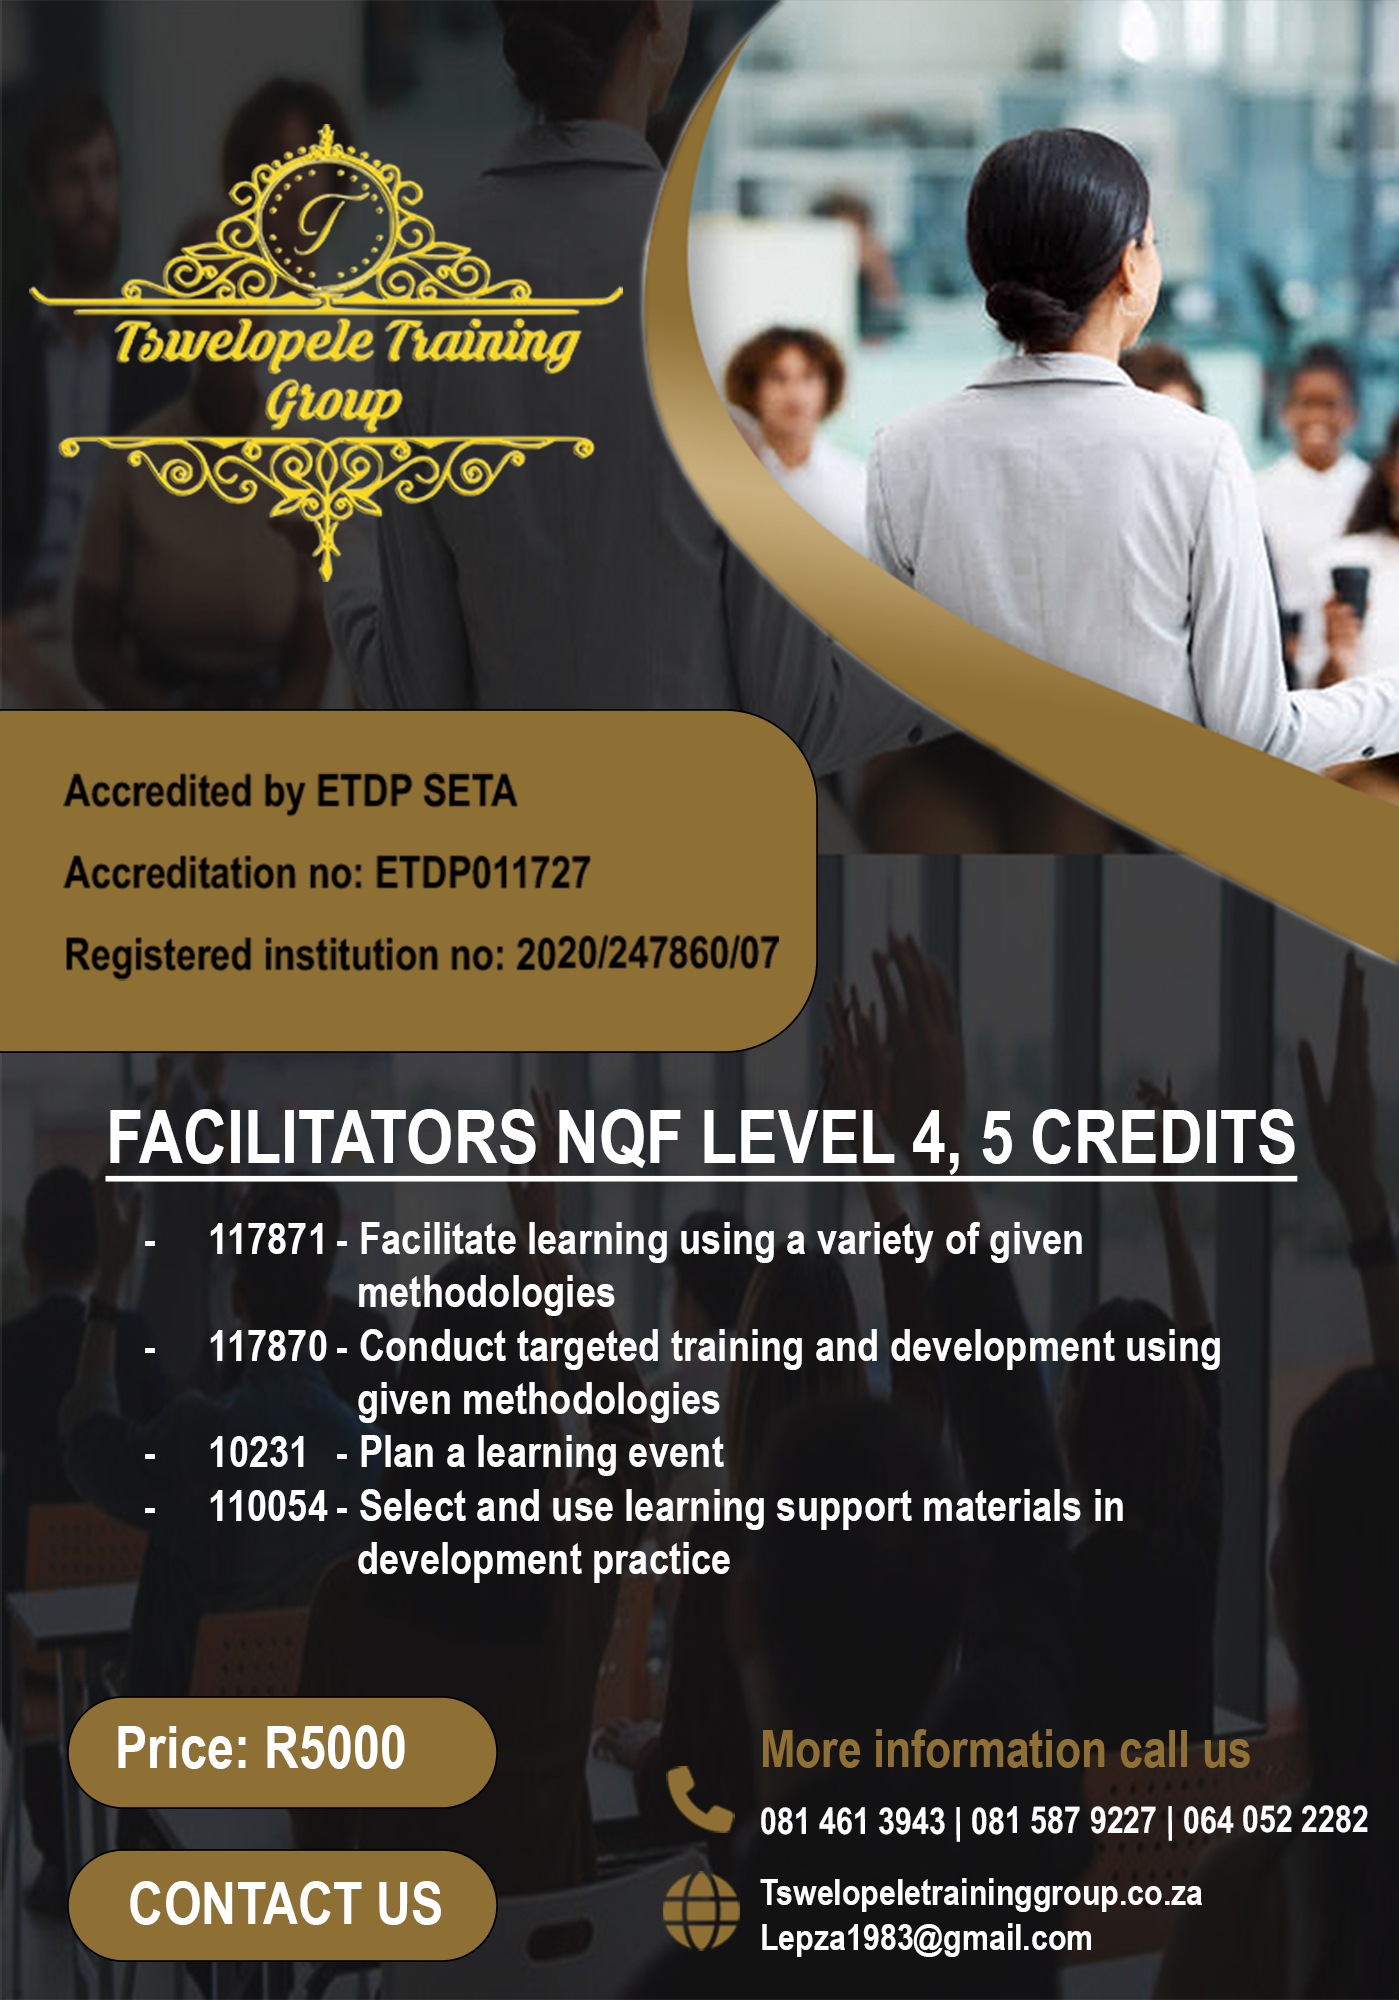 T
Tswelopele Training
Group
Accredited by ETDP SETA
Accreditation no: ETDP011727
Registered institution no: 2020/247860/07
FACILITATORS NQF LEVEL 4, 5 CREDITS
- 117871 - Facilitate learning using a variety of given
methodologies
- 117870 - Conduct targeted training and development using
given methodologies
- 10231 - Plan a learning event
- 110054 - Select and use learning support materials in
development practice
Price: R5000
CONTACT US
More information call us
081 461 3943 | 081 587 9227 | 064 052 2282
Tswelopeletraininggroup.co.za
Lepza1983@gmail.com